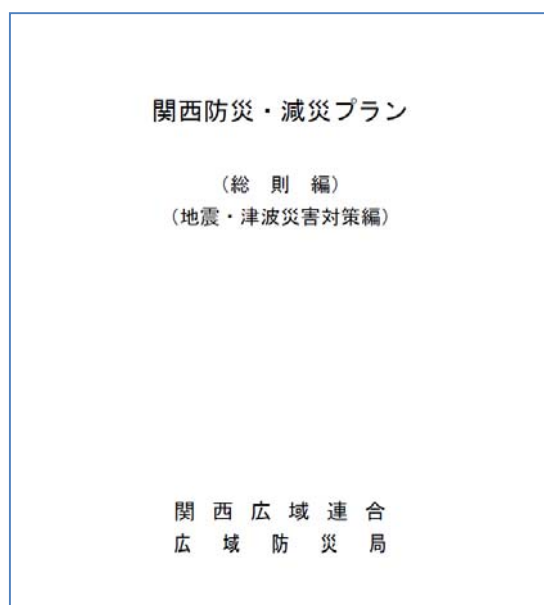 関西防災・減災プラン
（総　則　編）
（地震・津波災害対策編）
関　西　広　域　連　合
広　域　防　災　局